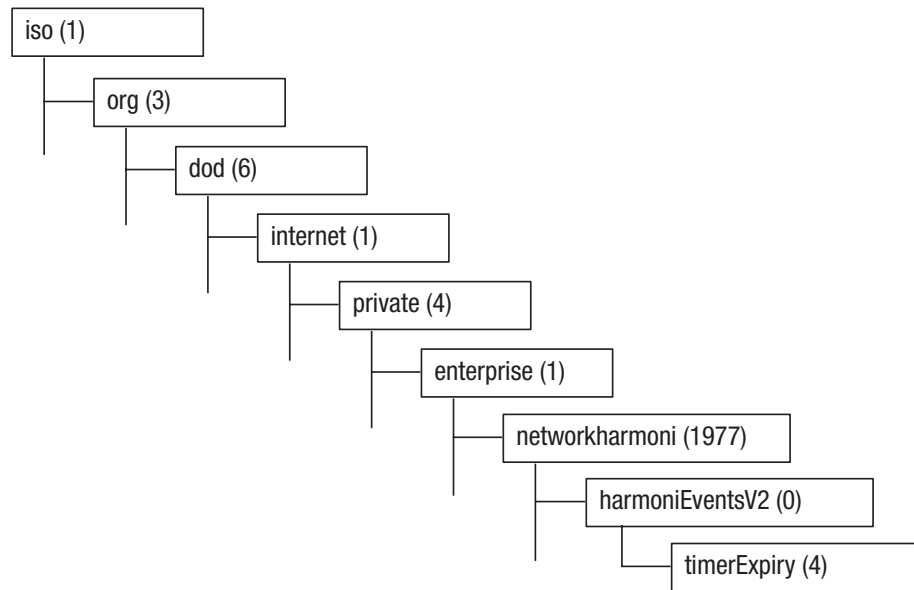 iso (1)
org (3)
dod (6)
internet (1)
private (4)
enterprise (1)
networkharmoni (1977)
harmoniEventsV2 (0)
timerExpiry (4)